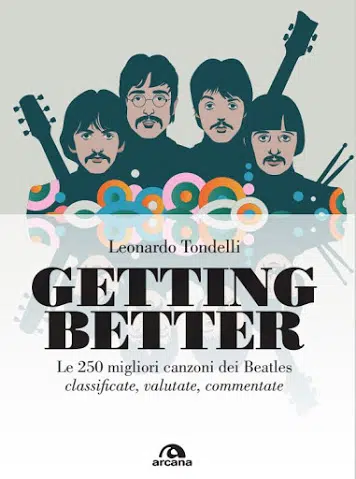 Leonardo Tondelli
GETTING
BETTER
Le 250 migliori canzoni dei Beatles
classificate, valutate, commentate
arcana